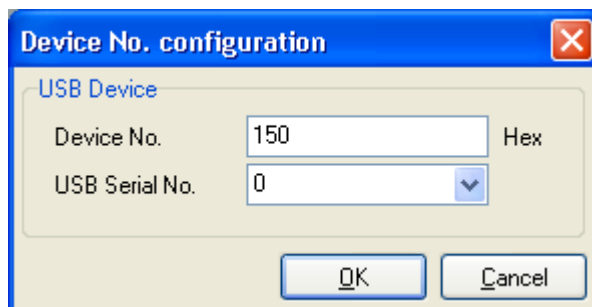 Device No. configuration
USB Device
Device No. 150 Hex
USB Serial No. 0
OK Cancel